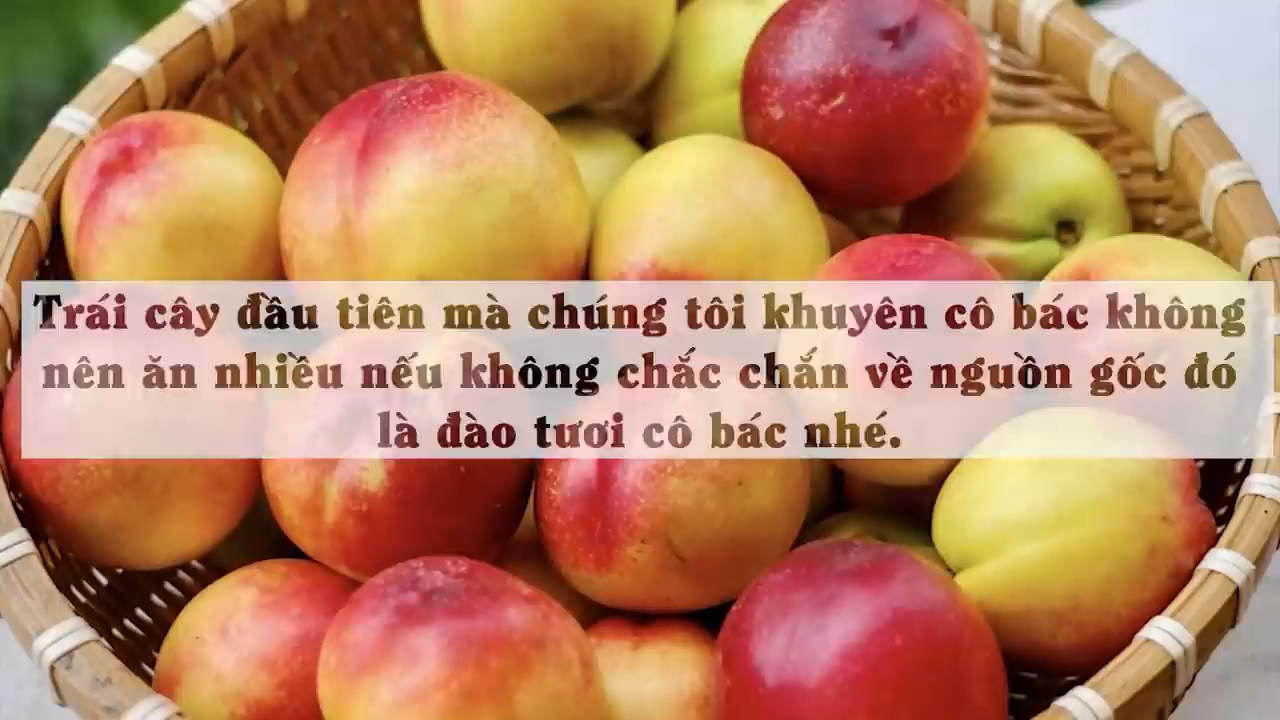 Trái cây đầu tiên mà chúng tôi khuyên cô bác không
nên ăn nhiều nếu không chắc chắn về nguồn gốc đó
là đào tươi cô bác nhé.